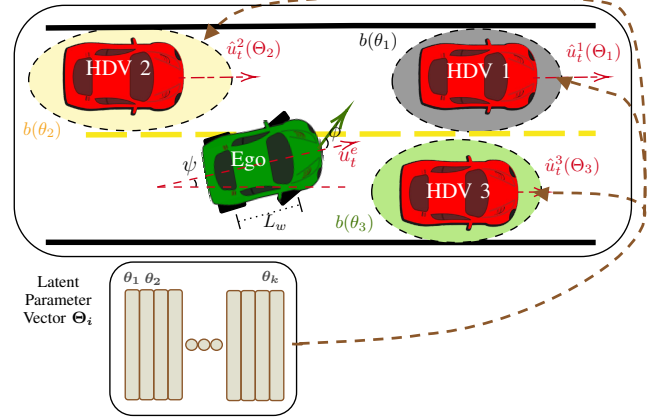 HDV 2
û_t^2(Θ_2)
b(θ_1)
HDV 1
û_t^1(Θ_1)
b(θ_2)
Ego
ϕ
u_t^e
ψ
L_w
HDV 3
û_t^3(Θ_3)
b(θ_3)
Latent
Parameter
Vector Θ_i
θ_1 θ_2 θ_k